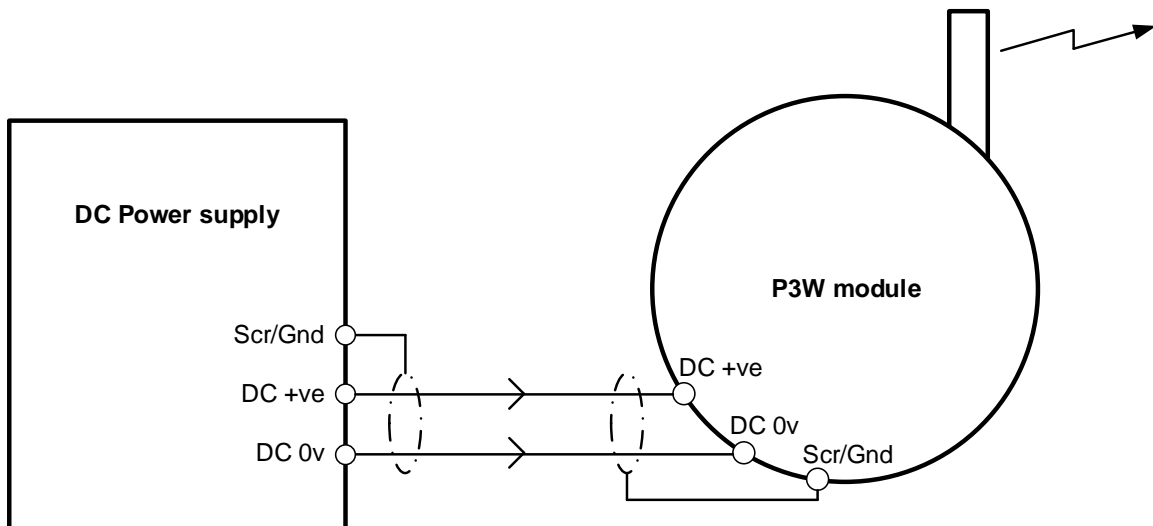 DC Power supply
Scr/Gnd
DC +ve
DC 0v
P3W module
DC +ve
DC 0v
Scr/Gnd